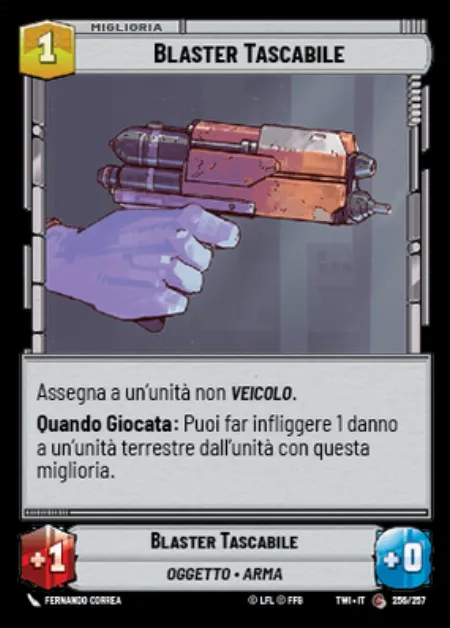 1
MIGLIORIA
BLASTER TASCABILE
Assegna a un'unità non VEICOLO.
Quando Giocata: Puoi far infliggere 1 danno
a un'unità terrestre dall'unità con questa
miglioria.
+1
BLASTER TASCABILE
+0
OGGETTO • ARMA
FERNANDO CORREA
© LFL © FFG
TWI • IT
C
256/257